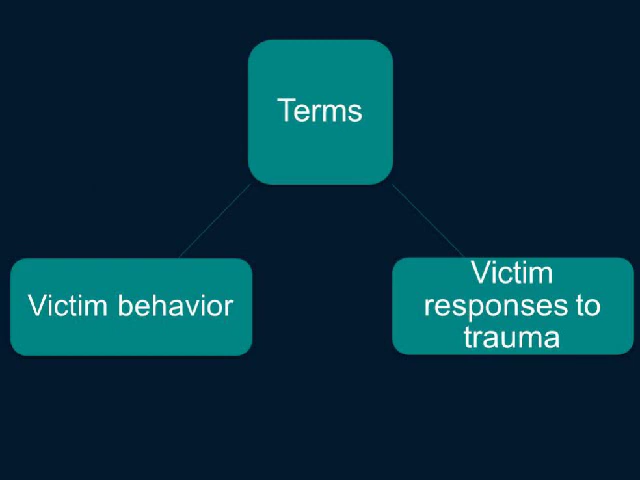 Terms
Victim behavior
Victim
responses to
trauma